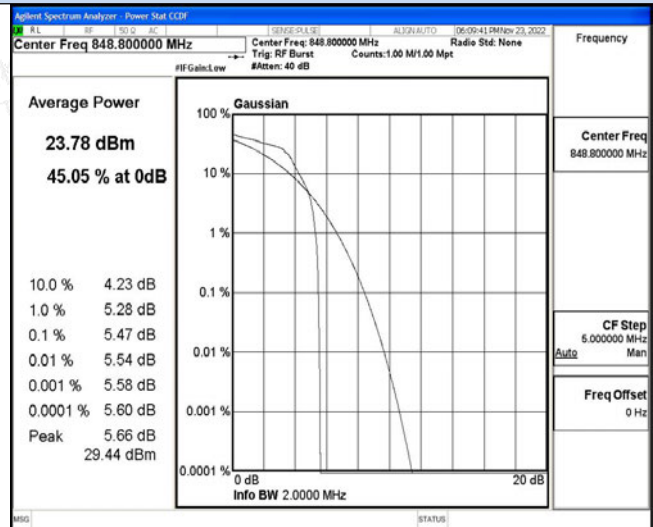 Agilent Spectrum Analyzer - Power Stat CCDF
RL RF 50 Ω AC SENSE:PULSE ALIGN AUTO 06:09:41 PM Nov 23, 2022
Center Freq 848.800000 MHz
Center Freq: 848.800000 MHz Radio Std: None
Trig: RF Burst Counts:1.00 M/1.00 Mpt
#IFGain:Low #Atten: 40 dB
Frequency
Average Power
23.78 dBm
45.05 % at 0dB
10.0 % 4.23 dB
1.0 % 5.28 dB
0.1 % 5.47 dB
0.01 % 5.54 dB
0.001 % 5.58 dB
0.0001 % 5.60 dB
Peak 5.66 dB
29.44 dBm
Gaussian
100 %
10 %
1 %
0.1 %
0.01 %
0.001 %
0.0001 %
0 dB 20 dB
Info BW 2.0000 MHz
Center Freq
848.800000 MHz
CF Step
5.000000 MHz
Auto Man
Freq Offset
0 Hz
MSG STATUS